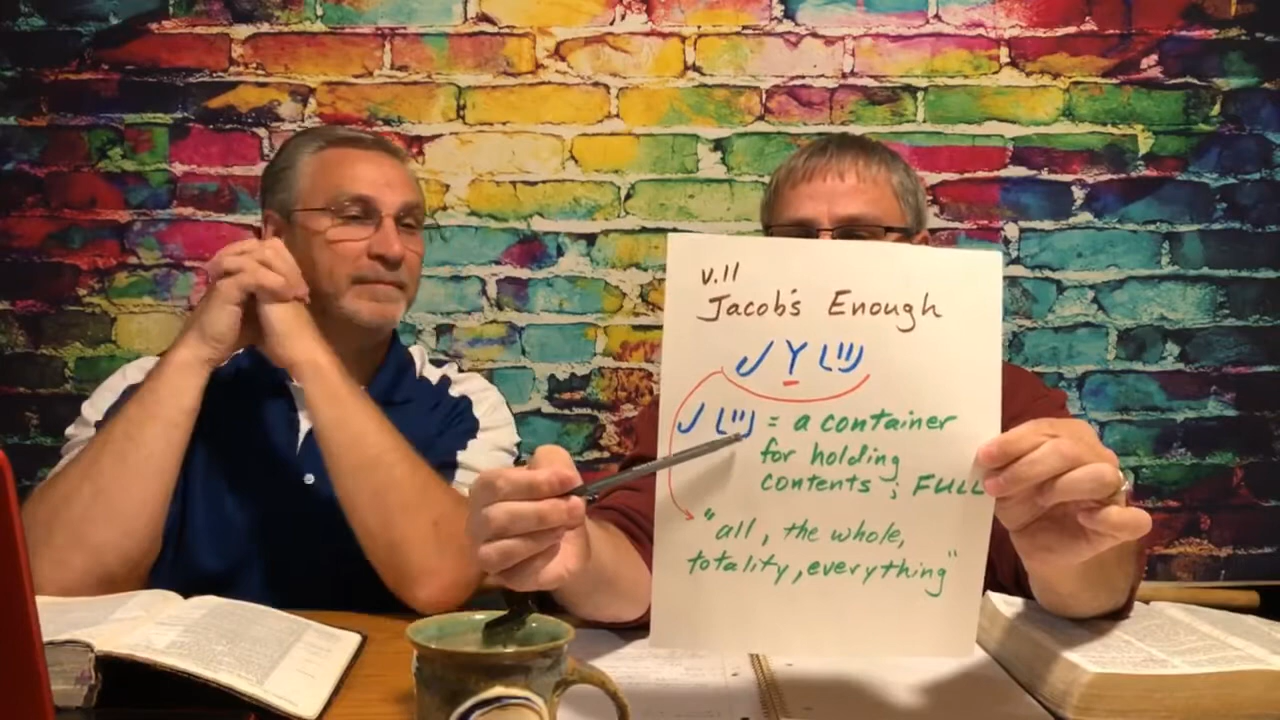 v.11
Jacob's Enough
𐤊 𐤅 𐤋
𐤊 𐤋 = a container
for holding
contents; FULL
"all, the whole,
totality, everything"